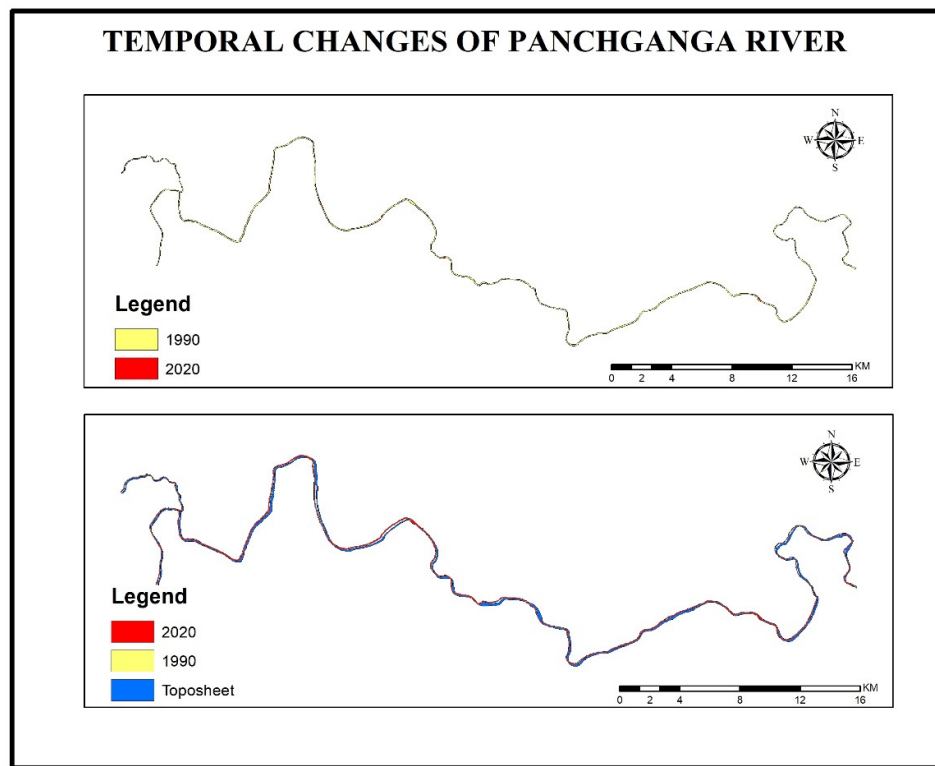 TEMPORAL CHANGES OF PANCHGANGA RIVER
N
W E
S
Legend
1990
2020
KM
0 2 4 8 12 16
N
W E
S
Legend
2020
1990
Toposheet
KM
0 2 4 8 12 16